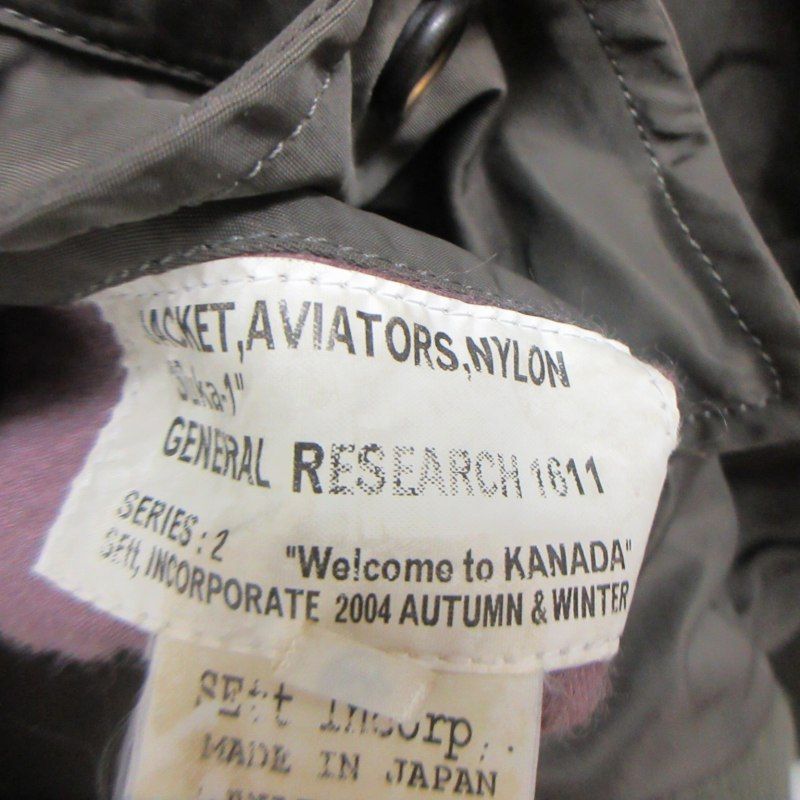 JACKET,AVIATORS,NYLON
GENERAL RESEARCH 1611
SERIES:2 "Welcome to KANADA"
SEtt, INCORPORATE 2004 AUTUMN & WINTER
SEtt Incorp,.
MADE IN JAPAN